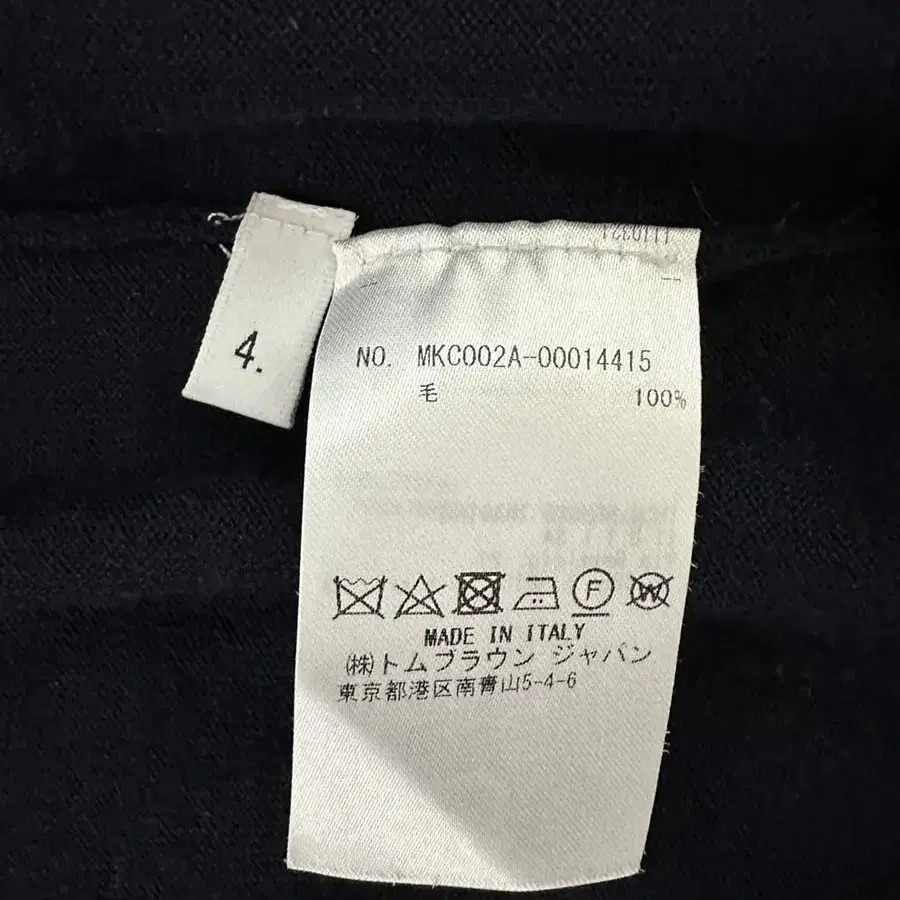 4.
NO. MKC002A-00014415
毛 100%
F
W
MADE IN ITALY
(株)トムブラウン ジャパン
東京都港区南青山5-4-6